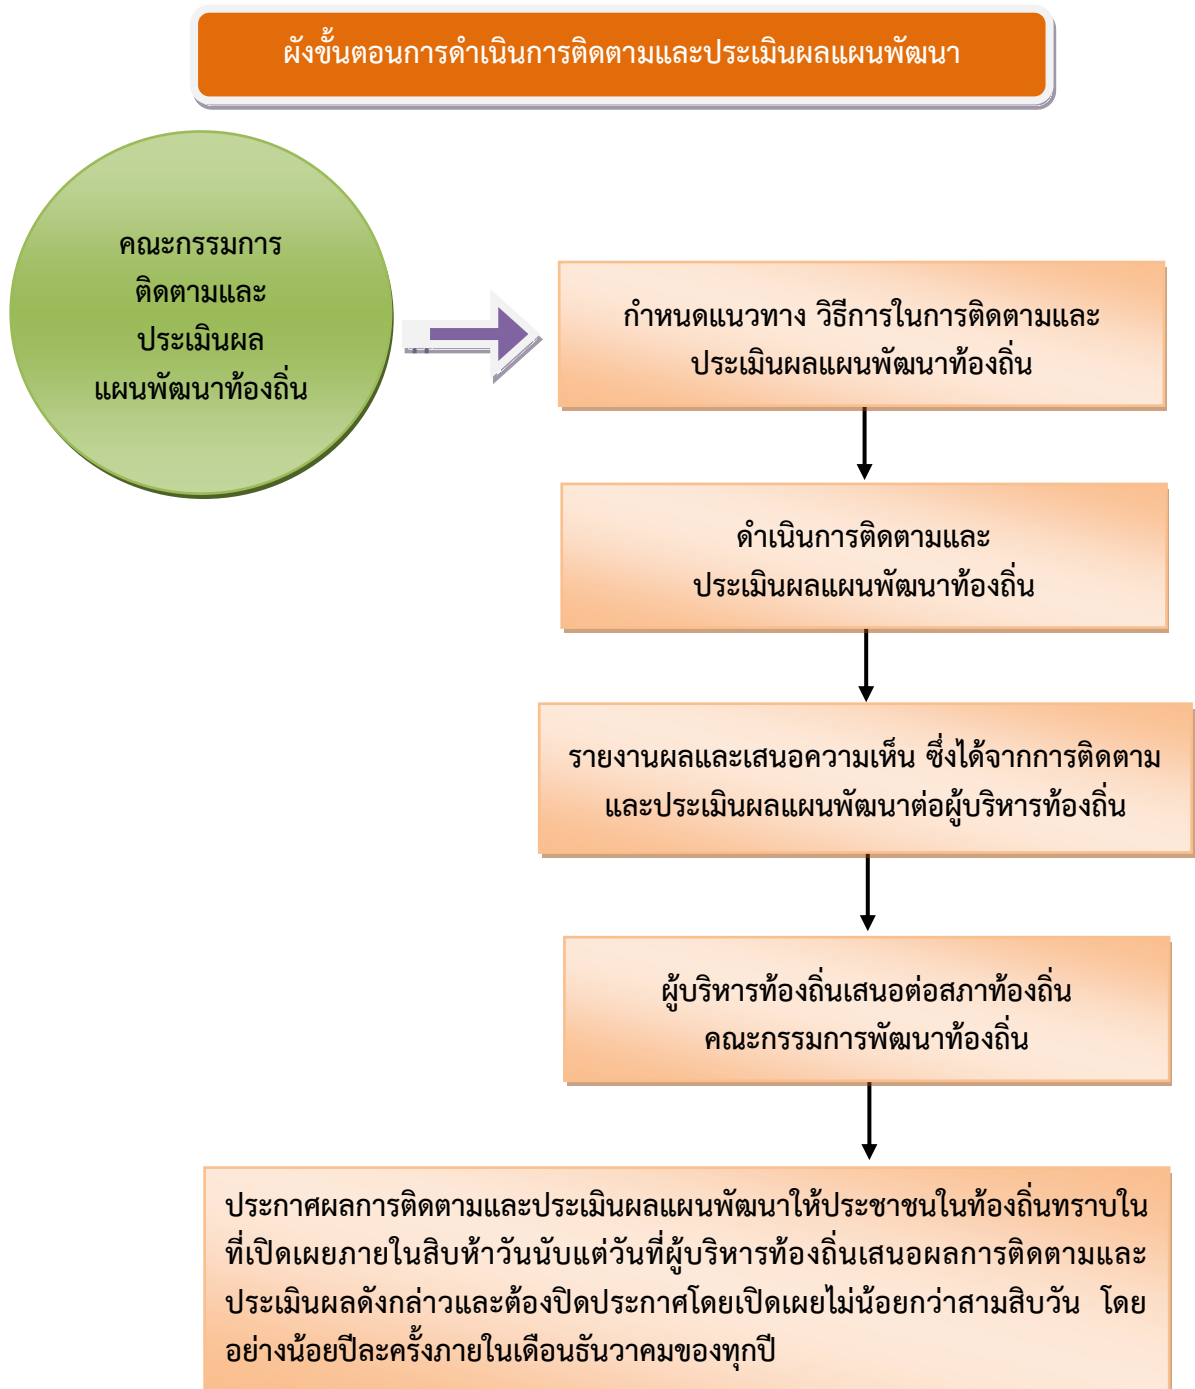 ผังขั้นตอนการดำเนินการติดตามและประเมินผลแผนพัฒนา
คณะกรรมการ
ติดตามและ
ประเมินผล
แผนพัฒนาท้องถิ่น
กำหนดแนวทาง วิธีการในการติดตามและ
ประเมินผลแผนพัฒนาท้องถิ่น
ดำเนินการติดตามและ
ประเมินผลแผนพัฒนาท้องถิ่น
รายงานผลและเสนอความเห็น ซึ่งได้จากการติดตาม
และประเมินผลแผนพัฒนาต่อผู้บริหารท้องถิ่น
ผู้บริหารท้องถิ่นเสนอต่อสภาท้องถิ่น
คณะกรรมการพัฒนาท้องถิ่น
ประกาศผลการติดตามและประเมินผลแผนพัฒนาให้ประชาชนในท้องถิ่นทราบใน
ที่เปิดเผยภายในสิบห้าวันนับแต่วันที่ผู้บริหารท้องถิ่นเสนอผลการติดตามและ
ประเมินผลดังกล่าวและต้องปิดประกาศโดยเปิดเผยไม่น้อยกว่าสามสิบวัน โดย
อย่างน้อยปีละครั้งภายในเดือนธันวาคมของทุกปี